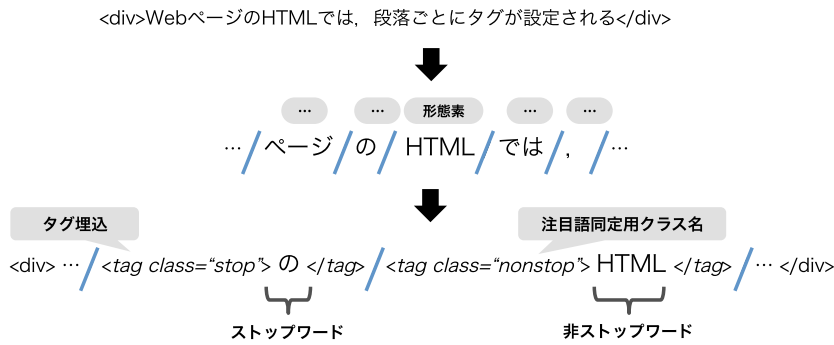 <div>WebページのHTMLでは，段落ごとにタグが設定される</div>
… … 形態素 … …
… / ページ / の / HTML / では / ， / …
タグ埋込 注目語同定用クラス名
<div> … / <tag class=“stop”> の </tag> / <tag class=“nonstop”> HTML </tag> / … </div>
ストップワード 非ストップワード